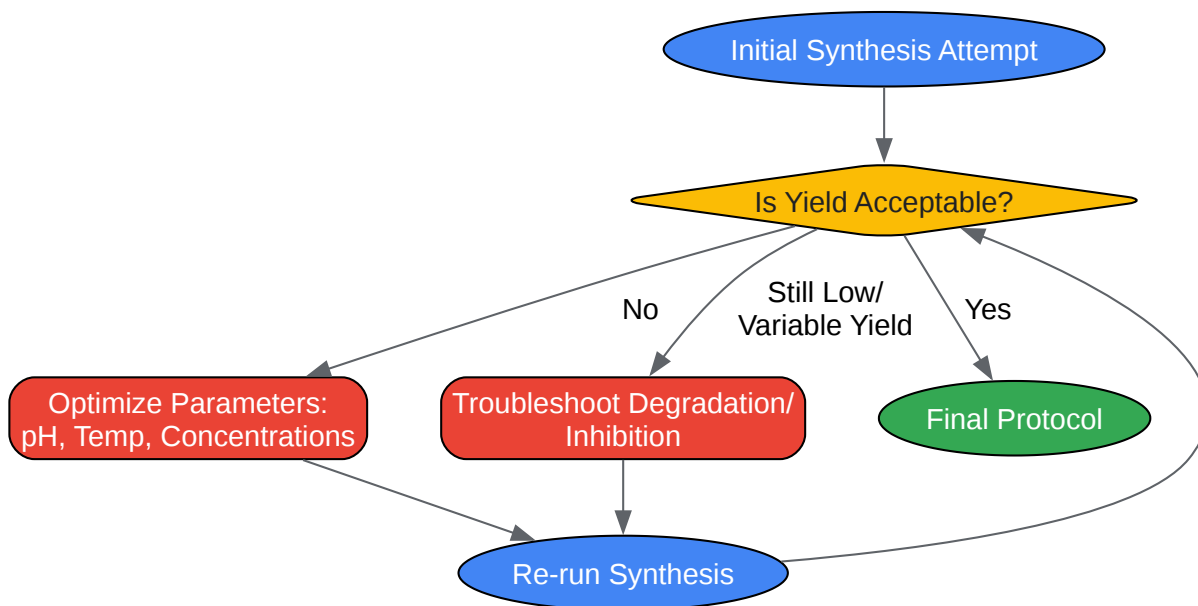 Initial Synthesis Attempt
Is Yield Acceptable?
No
Still Low/
Variable Yield
Yes
Optimize Parameters:
pH, Temp, Concentrations
Troubleshoot Degradation/
Inhibition
Final Protocol
Re-run Synthesis